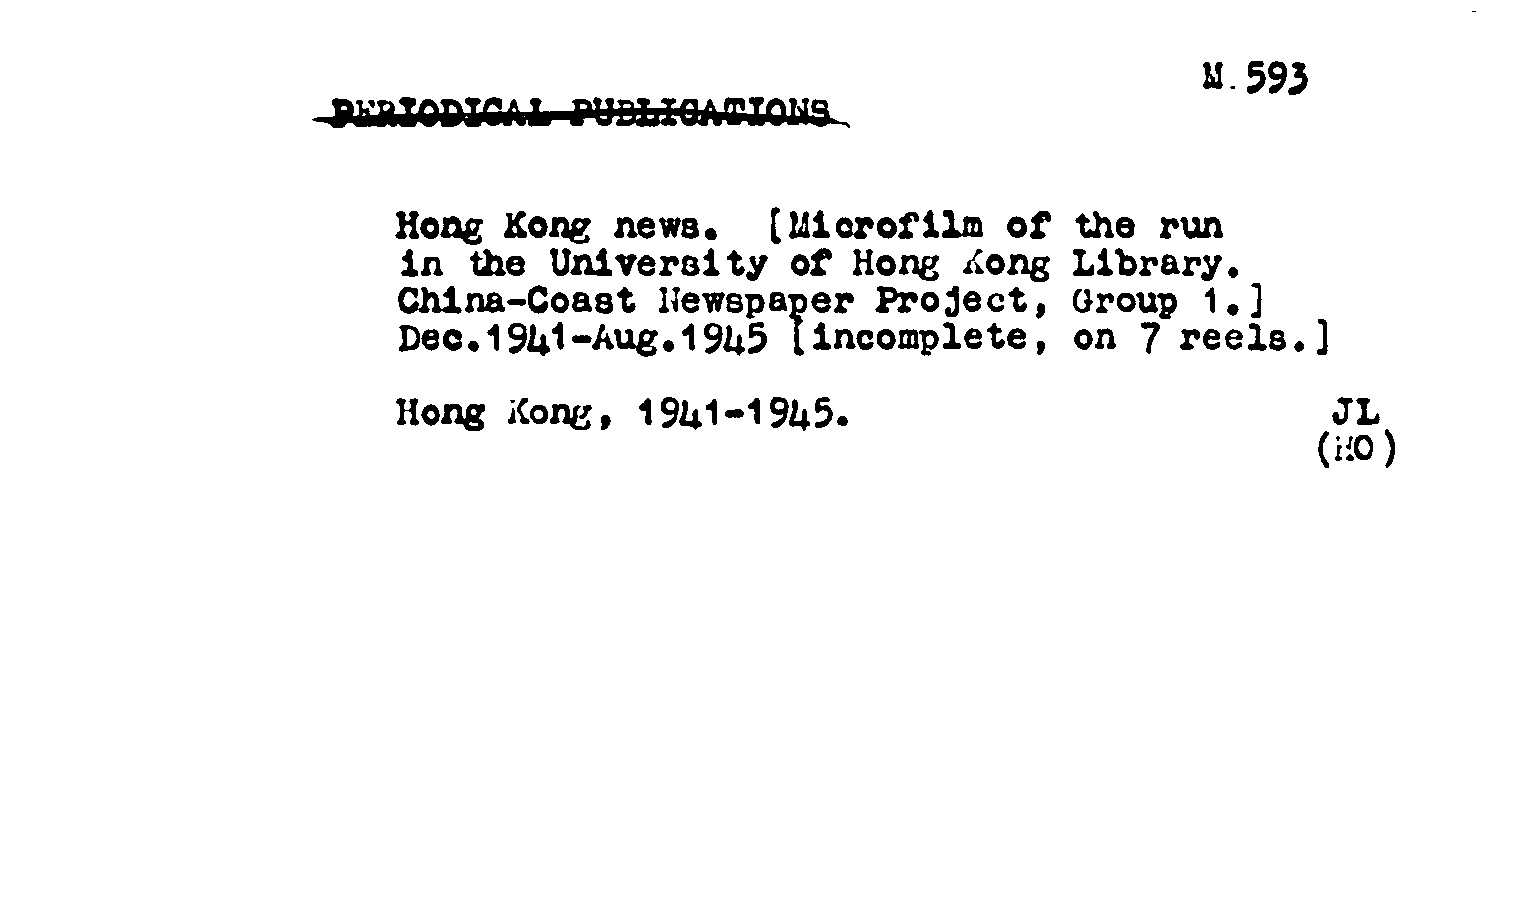 M. 593
PERIODICAL PUBLICATIONS
Hong Kong news. [Microfilm of the run
in the University of Hong Kong Library.
China-Coast Newspaper Project, Group 1.]
Dec.1941-Aug.1945 [incomplete, on 7 reels.]
Hong Kong, 1941-1945.
JL
(HO)